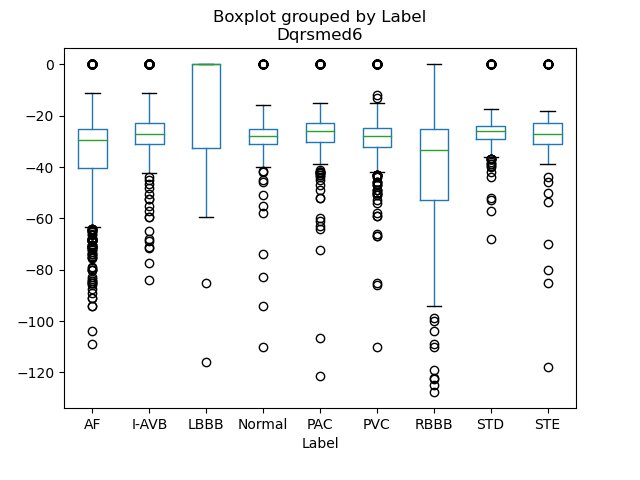 Boxplot grouped by Label
Dqrsmed6
0
−20
−40
−60
−80
−100
−120
AF I-AVB LBBB Normal PAC PVC RBBB STD STE
Label